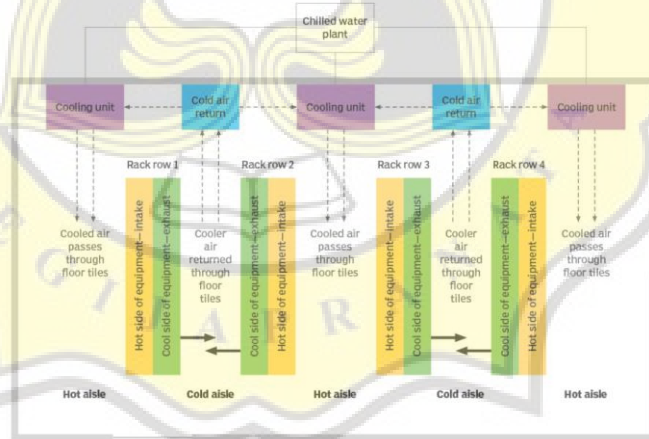 Chilled water
plant
Cooling unit
Cold air
return
Cooling unit
Cold air
return
Cooling unit
Rack row 1
Rack row 2
Rack row 3
Rack row 4
Cooled air
passes
through
floor tiles
Hot side of equipment—intake
Cool side of equipment—exhaust
Cooler
air
returned
through
floor
tiles
Cool side of equipment—exhaust
Hot side of equipment—intake
Cooled air
passes
through
floor tiles
Hot side of equipment—intake
Cool side of equipment—exhaust
Cooler
air
returned
through
floor
tiles
Cool side of equipment—exhaust
Hot side of equipment—intake
Cooled air
passes
through
floor tiles
Hot aisle
Cold aisle
Hot aisle
Cold aisle
Hot aisle